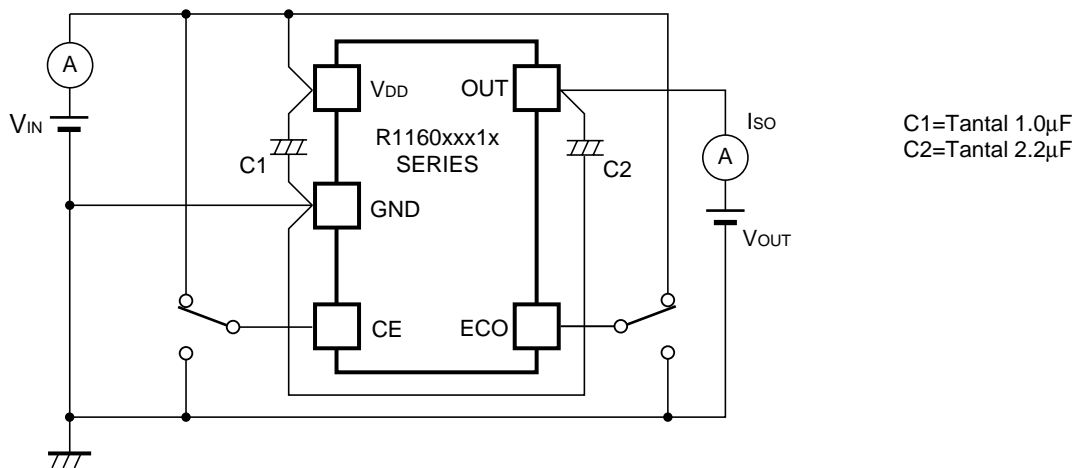 A
VIN
VDD
OUT
R1160xxx1x
SERIES
C1
C2
GND
CE
ECO
ISO
A
VOUT
C1=Tantal 1.0μF
C2=Tantal 2.2μF